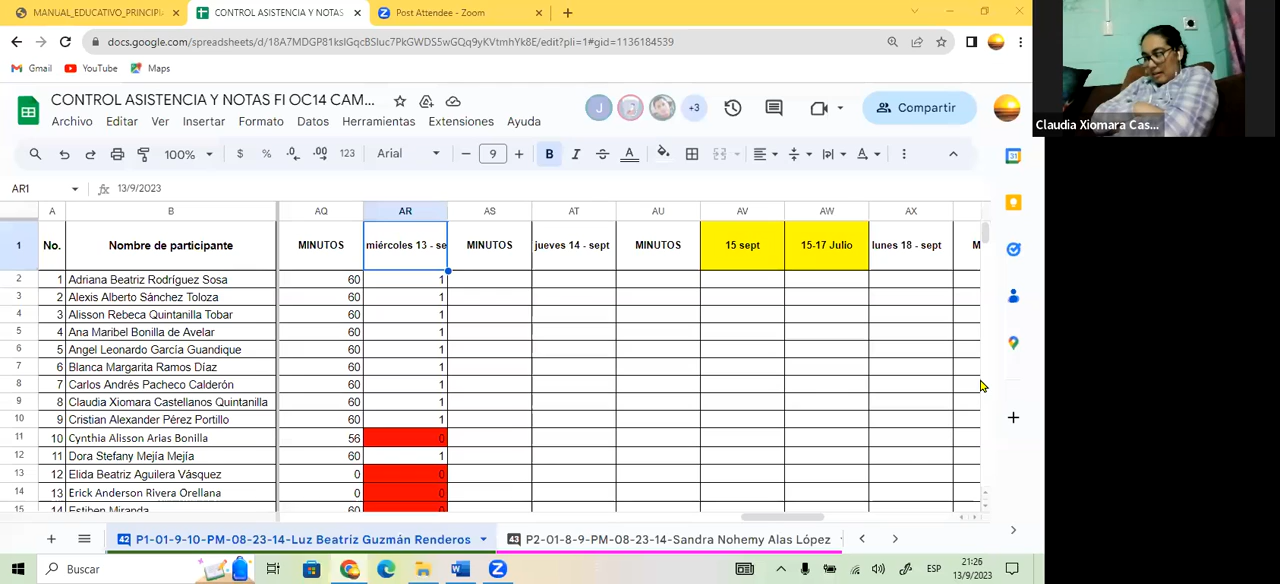 MANUAL_EDUCATIVO_PRINCIPI
CONTROL ASISTENCIA Y NOTAS
Post Attendee - Zoom
docs.google.com/spreadsheets/d/18A7MDGP81kslGqcBSluc7PkGWDS5wGQq9yKVtmhYk8E/edit?pli=1#gid=1136184539
Gmail YouTube Maps
CONTROL ASISTENCIA Y NOTAS FI OC14 CAM...
J +3 Compartir
Archivo Editar Ver Insertar Formato Datos Herramientas Extensiones Ayuda
100% $ % .0 .00 123 Arial 9 B I
AR1 fx 13/9/2023
A B AQ AR AS AT AU AV AW AX
1 No. Nombre de participante MINUTOS miércoles 13 - se MINUTOS jueves 14 - sept MINUTOS 15 sept 15-17 Julio lunes 18 - sept M
2 1 Adriana Beatriz Rodríguez Sosa 60 1
3 2 Alexis Alberto Sánchez Toloza 60 1
4 3 Alisson Rebeca Quintanilla Tobar 60 1
5 4 Ana Maribel Bonilla de Avelar 60 1
6 5 Angel Leonardo García Guandique 60 1
7 6 Blanca Margarita Ramos Díaz 60 1
8 7 Carlos Andrés Pacheco Calderón 60 1
9 8 Claudia Xiomara Castellanos Quintanilla 60 1
10 9 Cristian Alexander Pérez Portillo 60 1
11 10 Cynthia Alisson Arias Bonilla 56 0
12 11 Dora Stefany Mejía Mejía 60 1
13 12 Elida Beatriz Aguilera Vásquez 0 0
14 13 Erick Anderson Rivera Orellana 0 0
15 14 Estiben Miranda 60
42 P1-01-9-10-PM-08-23-14-Luz Beatriz Guzmán Renderos
43 P2-01-8-9-PM-08-23-14-Sandra Nohemy Alas López
Buscar
ESP
21:26
13/9/2023
Claudia Xiomara Cas...